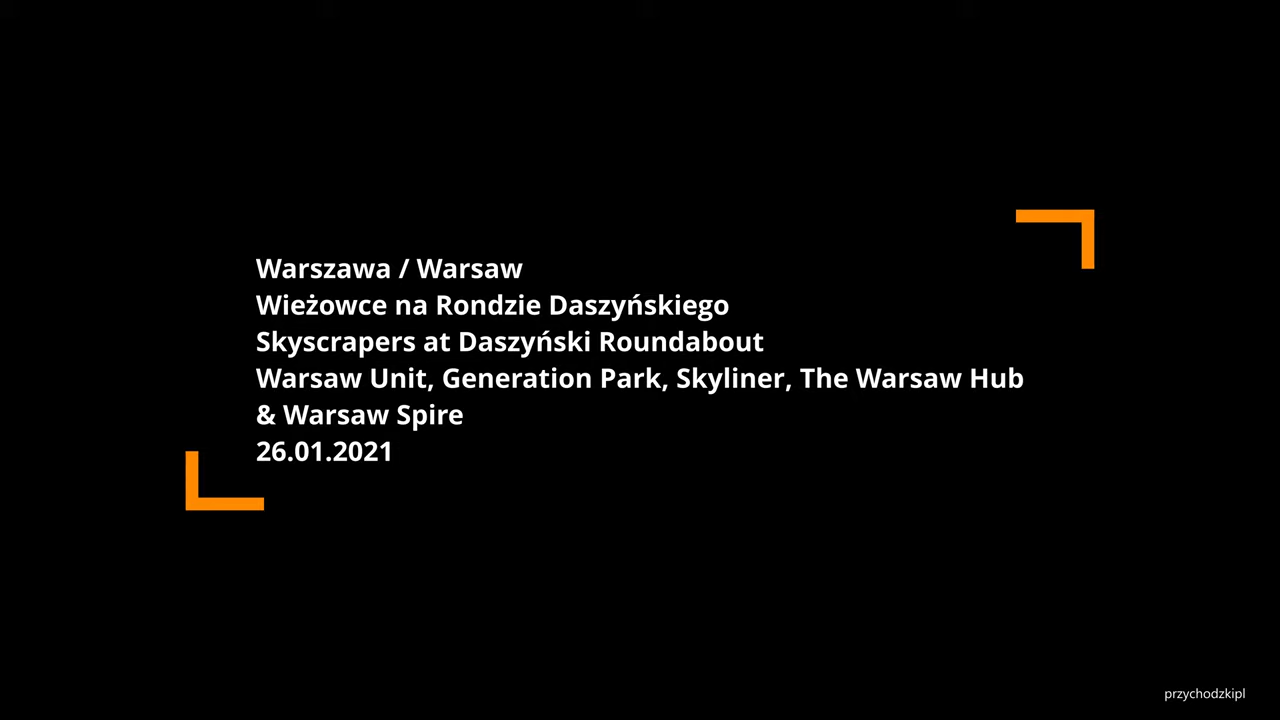 Warszawa / Warsaw
Wieżowce na Rondzie Daszyńskiego
Skyscrapers at Daszyński Roundabout
Warsaw Unit, Generation Park, Skyliner, The Warsaw Hub
& Warsaw Spire
26.01.2021
przychodzkipl